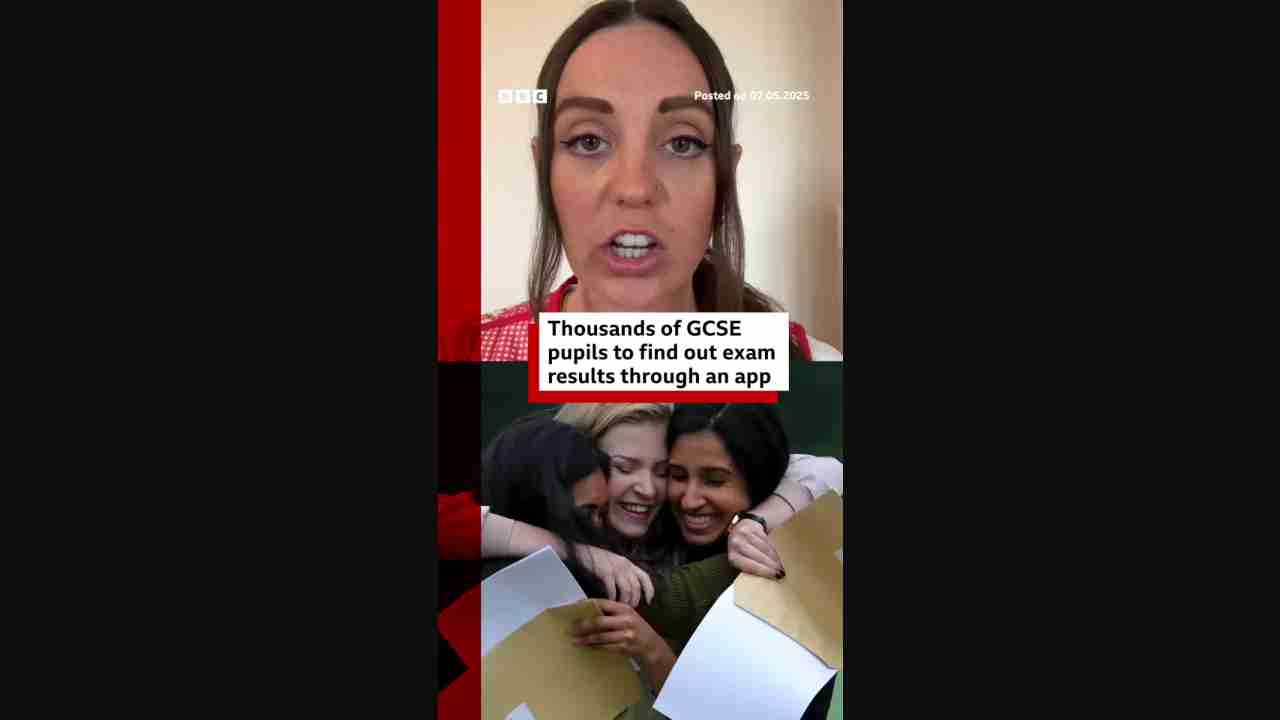 BBC
Posted on 07.05.2025
Thousands of GCSE
pupils to find out exam
results through an app